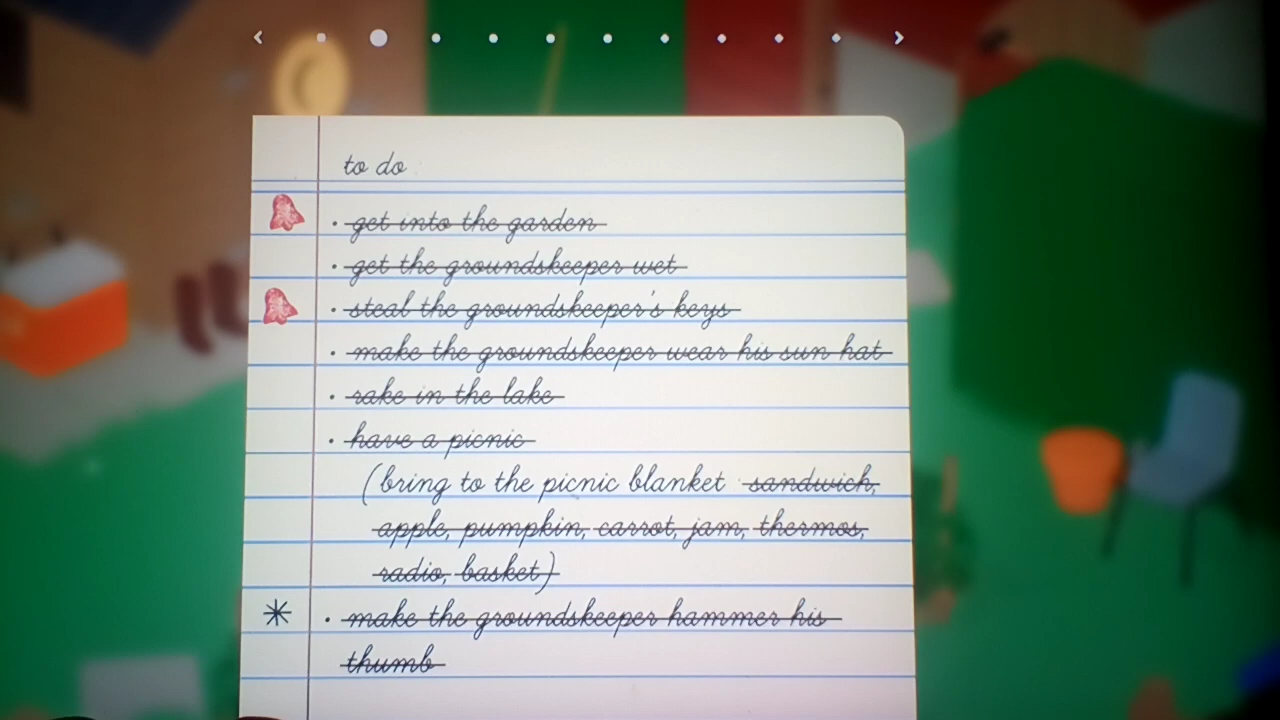 to do
• get into the garden
• get the groundskeeper wet
• steal the groundskeeper's keys
• make the groundskeeper wear his sun hat
• rake in the lake
• have a picnic
(bring to the picnic blanket sandwich,
apple, pumpkin, carrot, jam, thermos,
radio, basket)
• make the groundskeeper hammer his
thumb